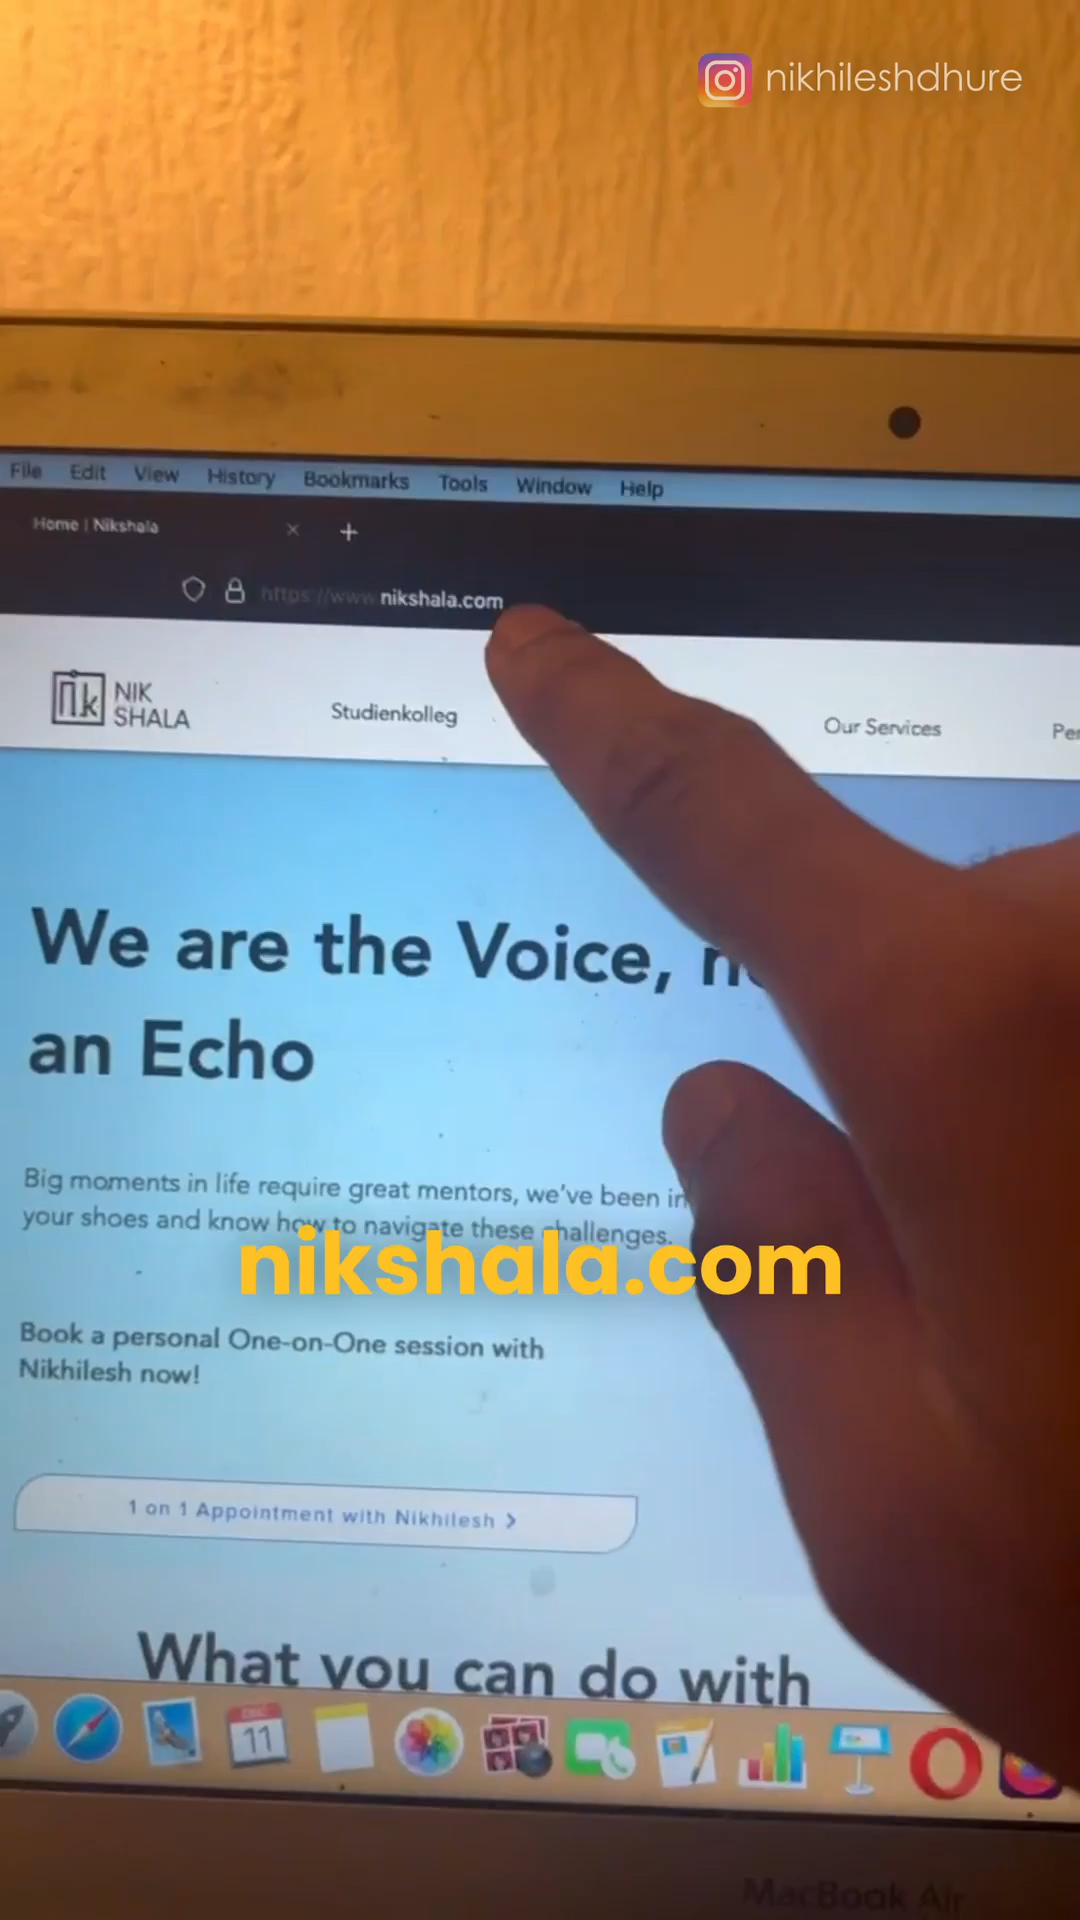 nikhileshdhure
File Edit View History Bookmarks Tools Window Help
Home | Nikshala
https://www.nikshala.com
nk NIK
SHALA
Studienkolleg
Our Services
We are the Voice,
an Echo
Big moments in life require great mentors, we've been in
your shoes and know how to navigate these challenges.
nikshala.com
Book a personal One-on-One session with
Nikhilesh now!
1 on 1 Appointment with Nikhilesh >
What you can do with
DEC
11
MacBook Air